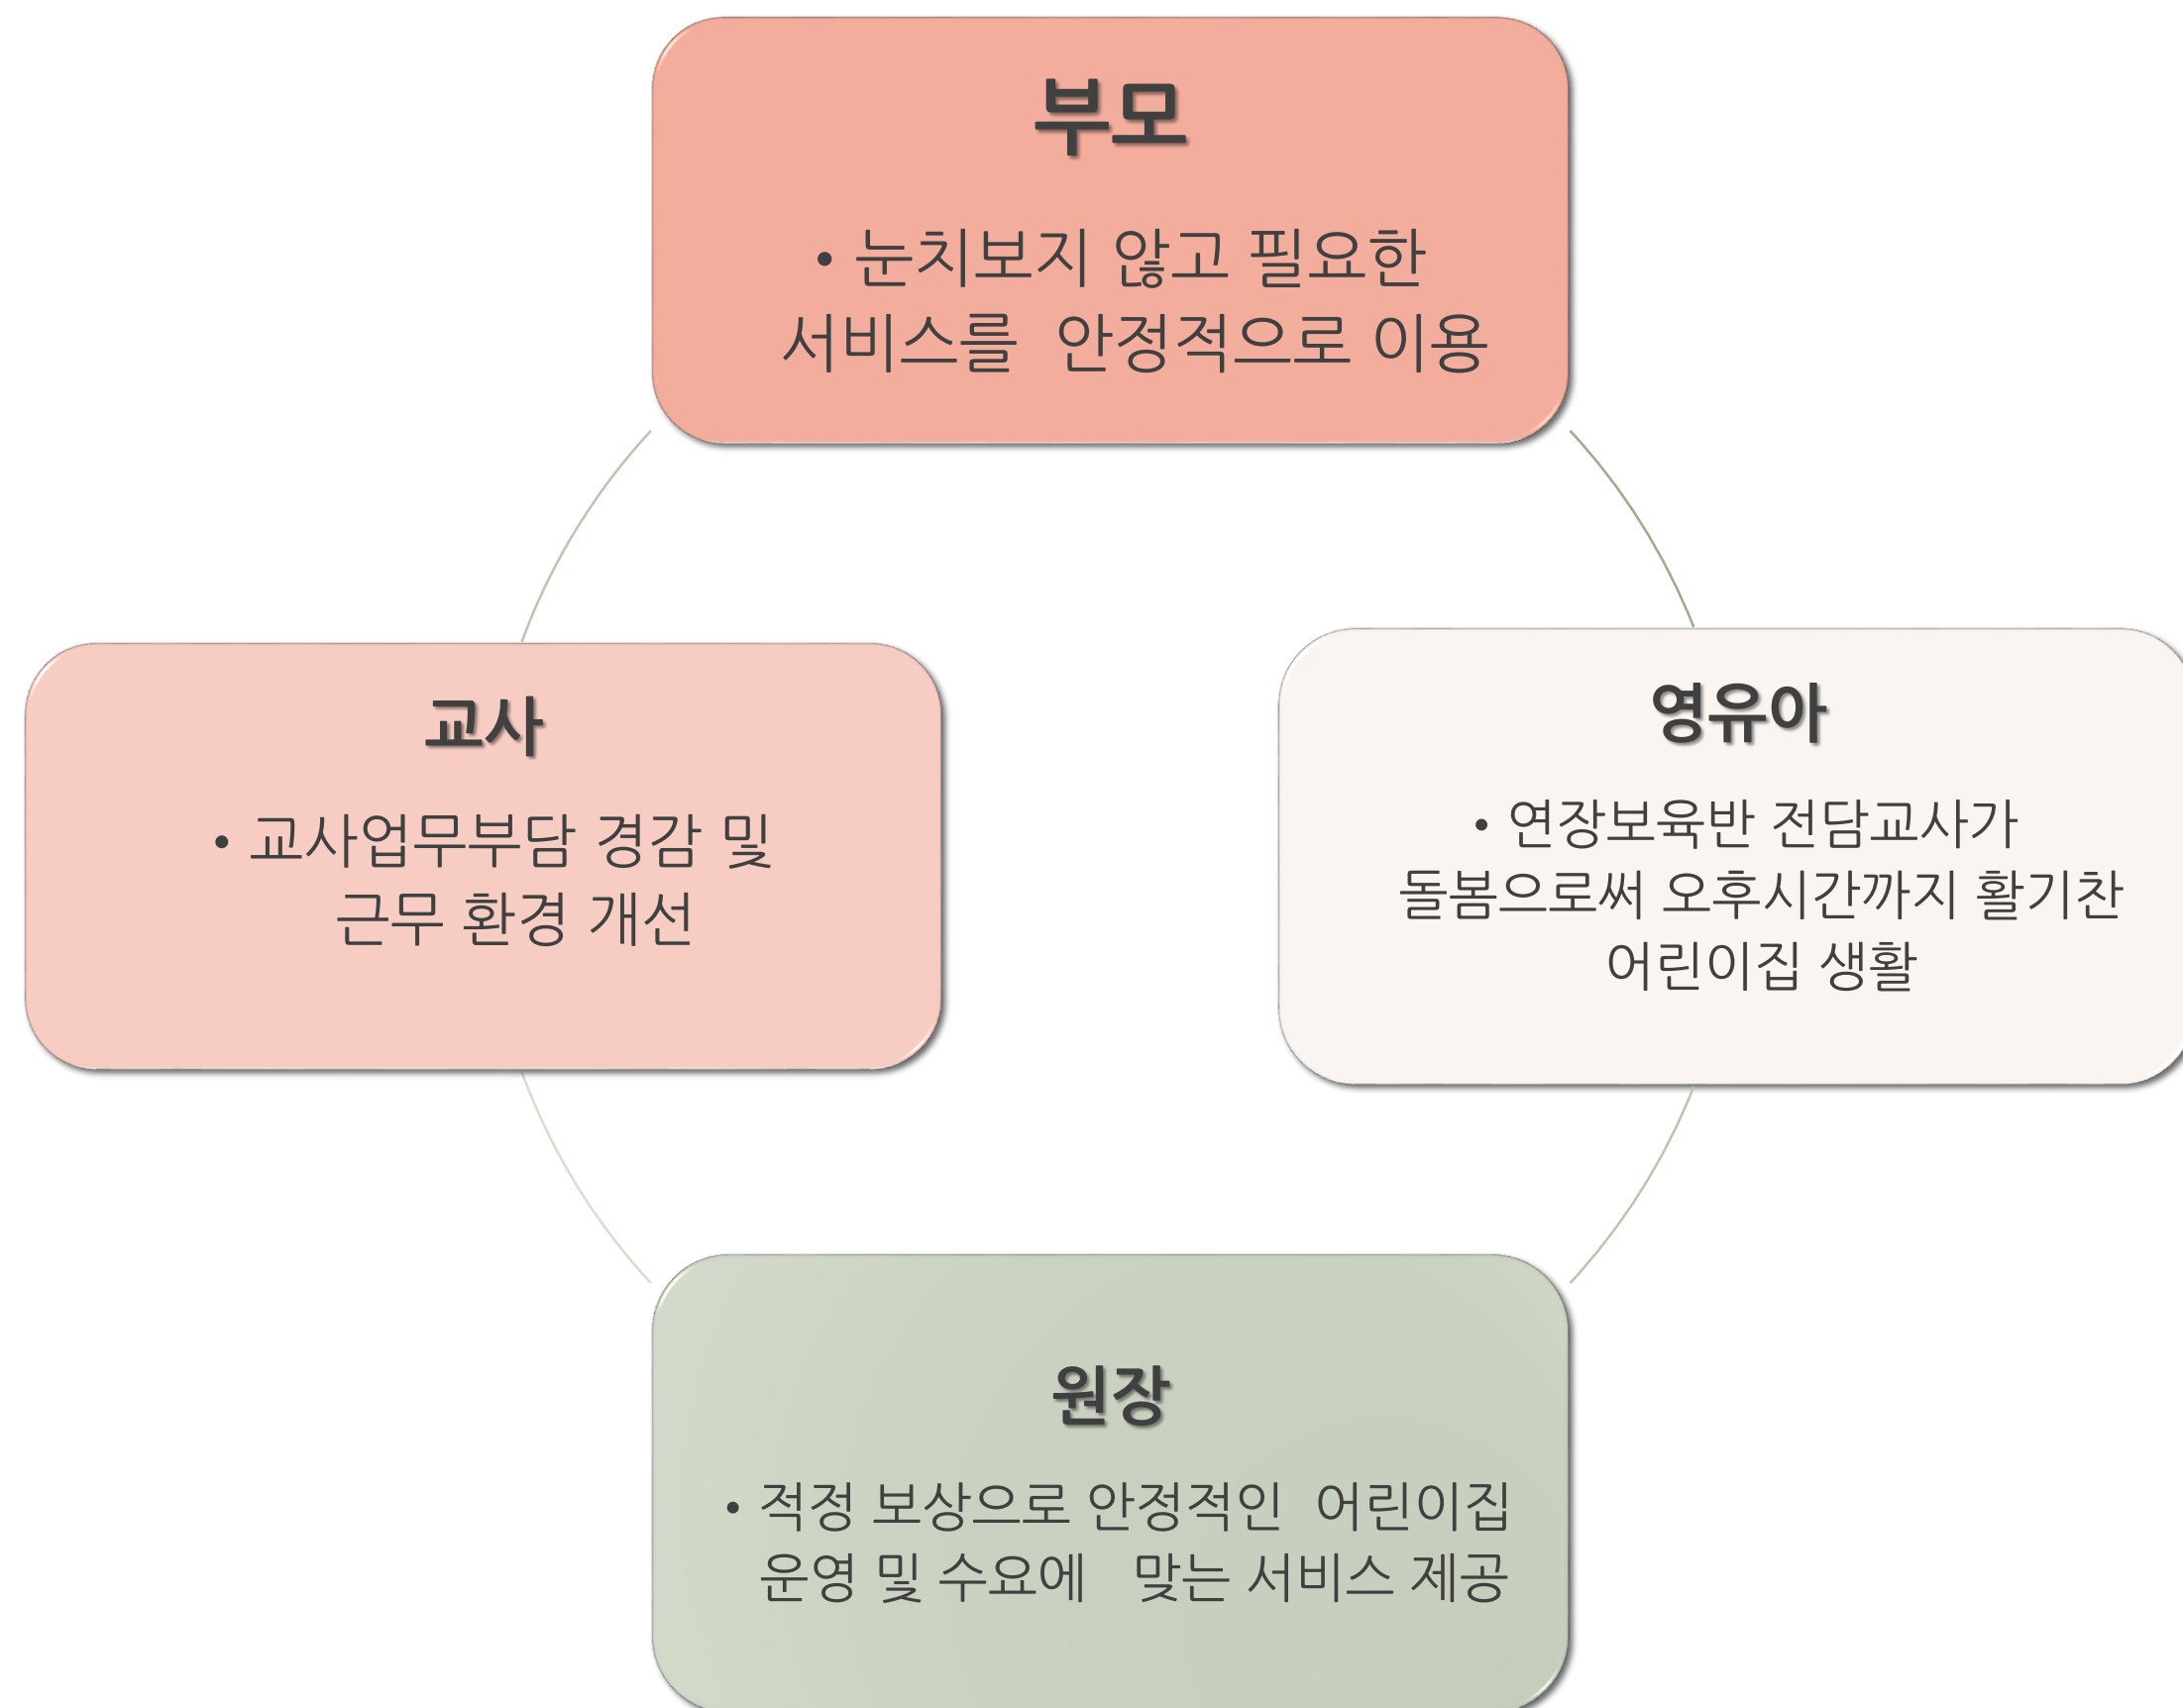 부모
• 눈치보지 않고 필요한
서비스를 안정적으로 이용
교사
• 교사업무부담 경감 및
근무 환경 개선
영유아
• 연장보육반 전담교사가
돌봄으로써 오후시간까지 활기찬
어린이집 생활
원장
• 적정 보상으로 안정적인 어린이집
운영 및 수요에 맞는 서비스 제공